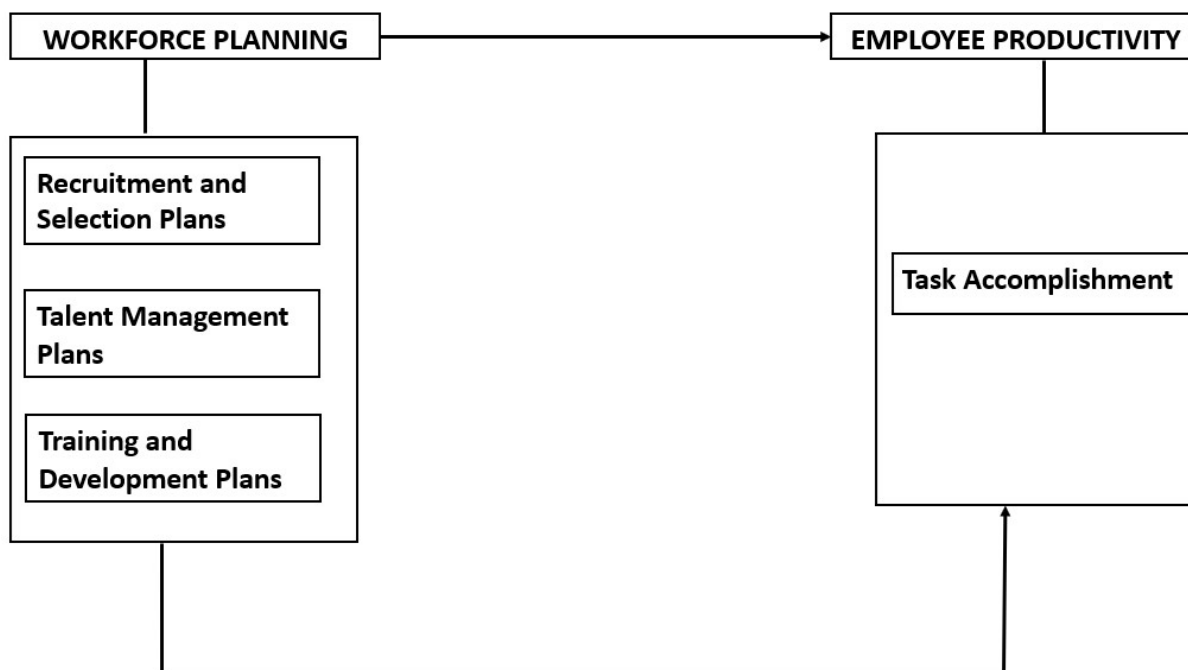 WORKFORCE PLANNING
EMPLOYEE PRODUCTIVITY
Recruitment and
Selection Plans
Talent Management
Plans
Training and
Development Plans
Task Accomplishment